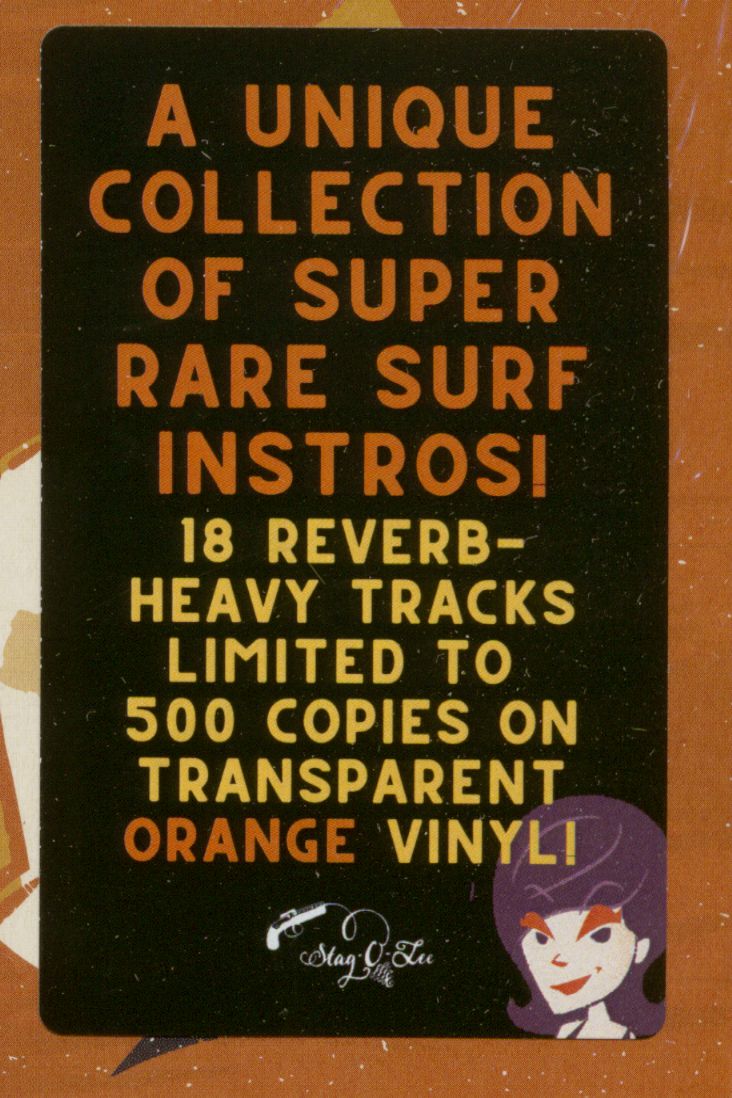 A UNIQUE
COLLECTION
OF SUPER
RARE SURF
INSTROS!
18 REVERB-
HEAVY TRACKS
LIMITED TO
500 COPIES ON
TRANSPARENT
ORANGE VINYL!
Stag-O-Lee